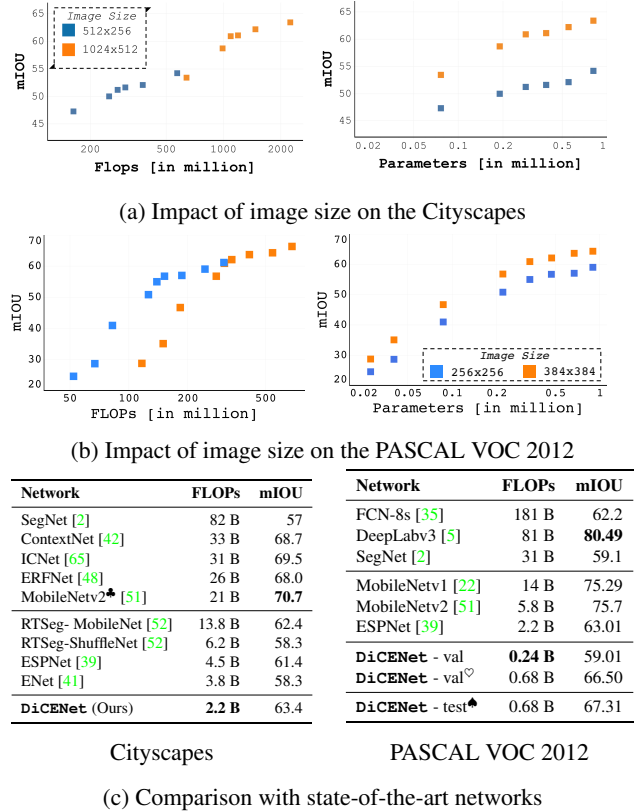 Image Size
512x256
1024x512
mIOU
65
60
55
50
45
200
500
1000
2000
Flops [in million]
mIOU
65
60
55
50
45
0.02
0.04
0.1
0.2
0.5
1
Parameters [in million]
(a) Impact of image size on the Cityscapes
mIOU
70
60
50
40
30
20
50
100
200
500
FLOPs [in million]
mIOU
70
60
50
40
30
20
Image Size
256x256
384x384
0.02
0.04
0.1
0.2
0.5
1
Parameters [in million]
(b) Impact of image size on the PASCAL VOC 2012
Network FLOPs mIOU
SegNet [2] 82 B 57
ContextNet [42] 33 B 68.7
ICNet [65] 31 B 69.5
ERFNet [48] 26 B 68.0
MobileNetv2♣ [51] 21 B 70.7
RTSeg- MobileNet [52] 13.8 B 62.4
RTSeg-ShuffleNet [52] 6.2 B 58.3
ESPNet [39] 4.5 B 61.4
ENet [41] 3.8 B 58.3
DiCENet (Ours) 2.2 B 63.4
Cityscapes
Network FLOPs mIOU
FCN-8s [35] 181 B 62.2
DeepLabv3 [5] 81 B 80.49
SegNet [2] 31 B 59.1
MobileNetv1 [22] 14 B 75.29
MobileNetv2 [51] 5.8 B 75.7
ESPNet [39] 2.2 B 63.01
DiCENet - val 0.24 B 59.01
DiCENet - val♡ 0.68 B 66.50
DiCENet - test♠ 0.68 B 67.31
PASCAL VOC 2012
(c) Comparison with state-of-the-art networks